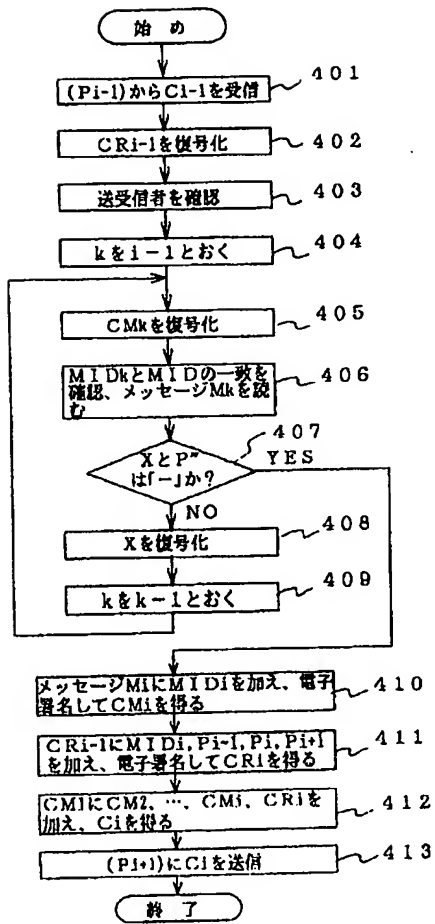 始め
(Pi-1)からCi-1を受信
401
CRi-1を復号化
402
送受信者を確認
403
kをi-1とおく
404
CMkを復号化
405
MIDkとMIDの一致を
確認、メッセージMkを読
む
406
407
XとP"
は「-」か?
YES
NO
408
Xを復号化
409
kをk-1とおく
メッセージMiにMIDiを加え、電子
署名してCMiを得る
410
CRi-1にMIDi,Pi-1,Pi,Pi+1
を加え、電子署名してCRiを得る
411
CM1にCM2、…、CMi、CRiを
加え、Ciを得る
412
(Pi+1)にCiを送信
413
終了